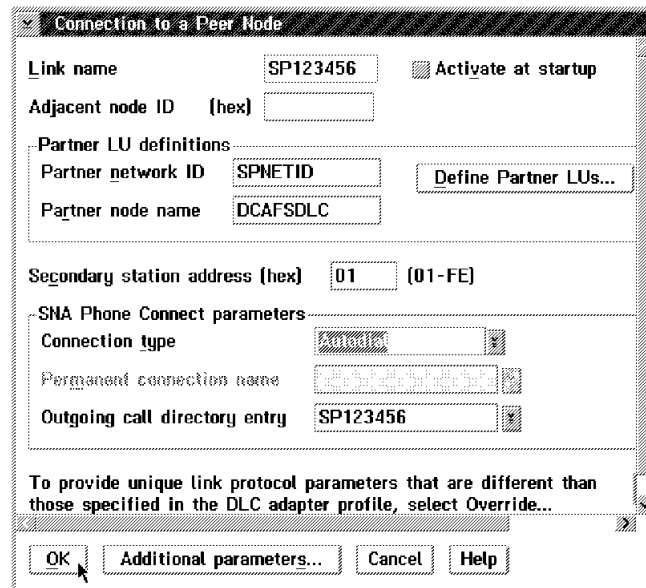 Connection to a Peer Node
Link name SP123456 Activate at startup
Adjacent node ID (hex)
Partner LU definitions
Partner network ID SPNETID Define Partner LUs...
Partner node name DCAFSDLC
Secondary station address (hex) 01 (01-FE)
SNA Phone Connect parameters
Connection type Autodial
Permanent connection name
Outgoing call directory entry SP123456
To provide unique link protocol parameters that are different than
those specified in the DLC adapter profile, select Override...
OK Additional parameters... Cancel Help